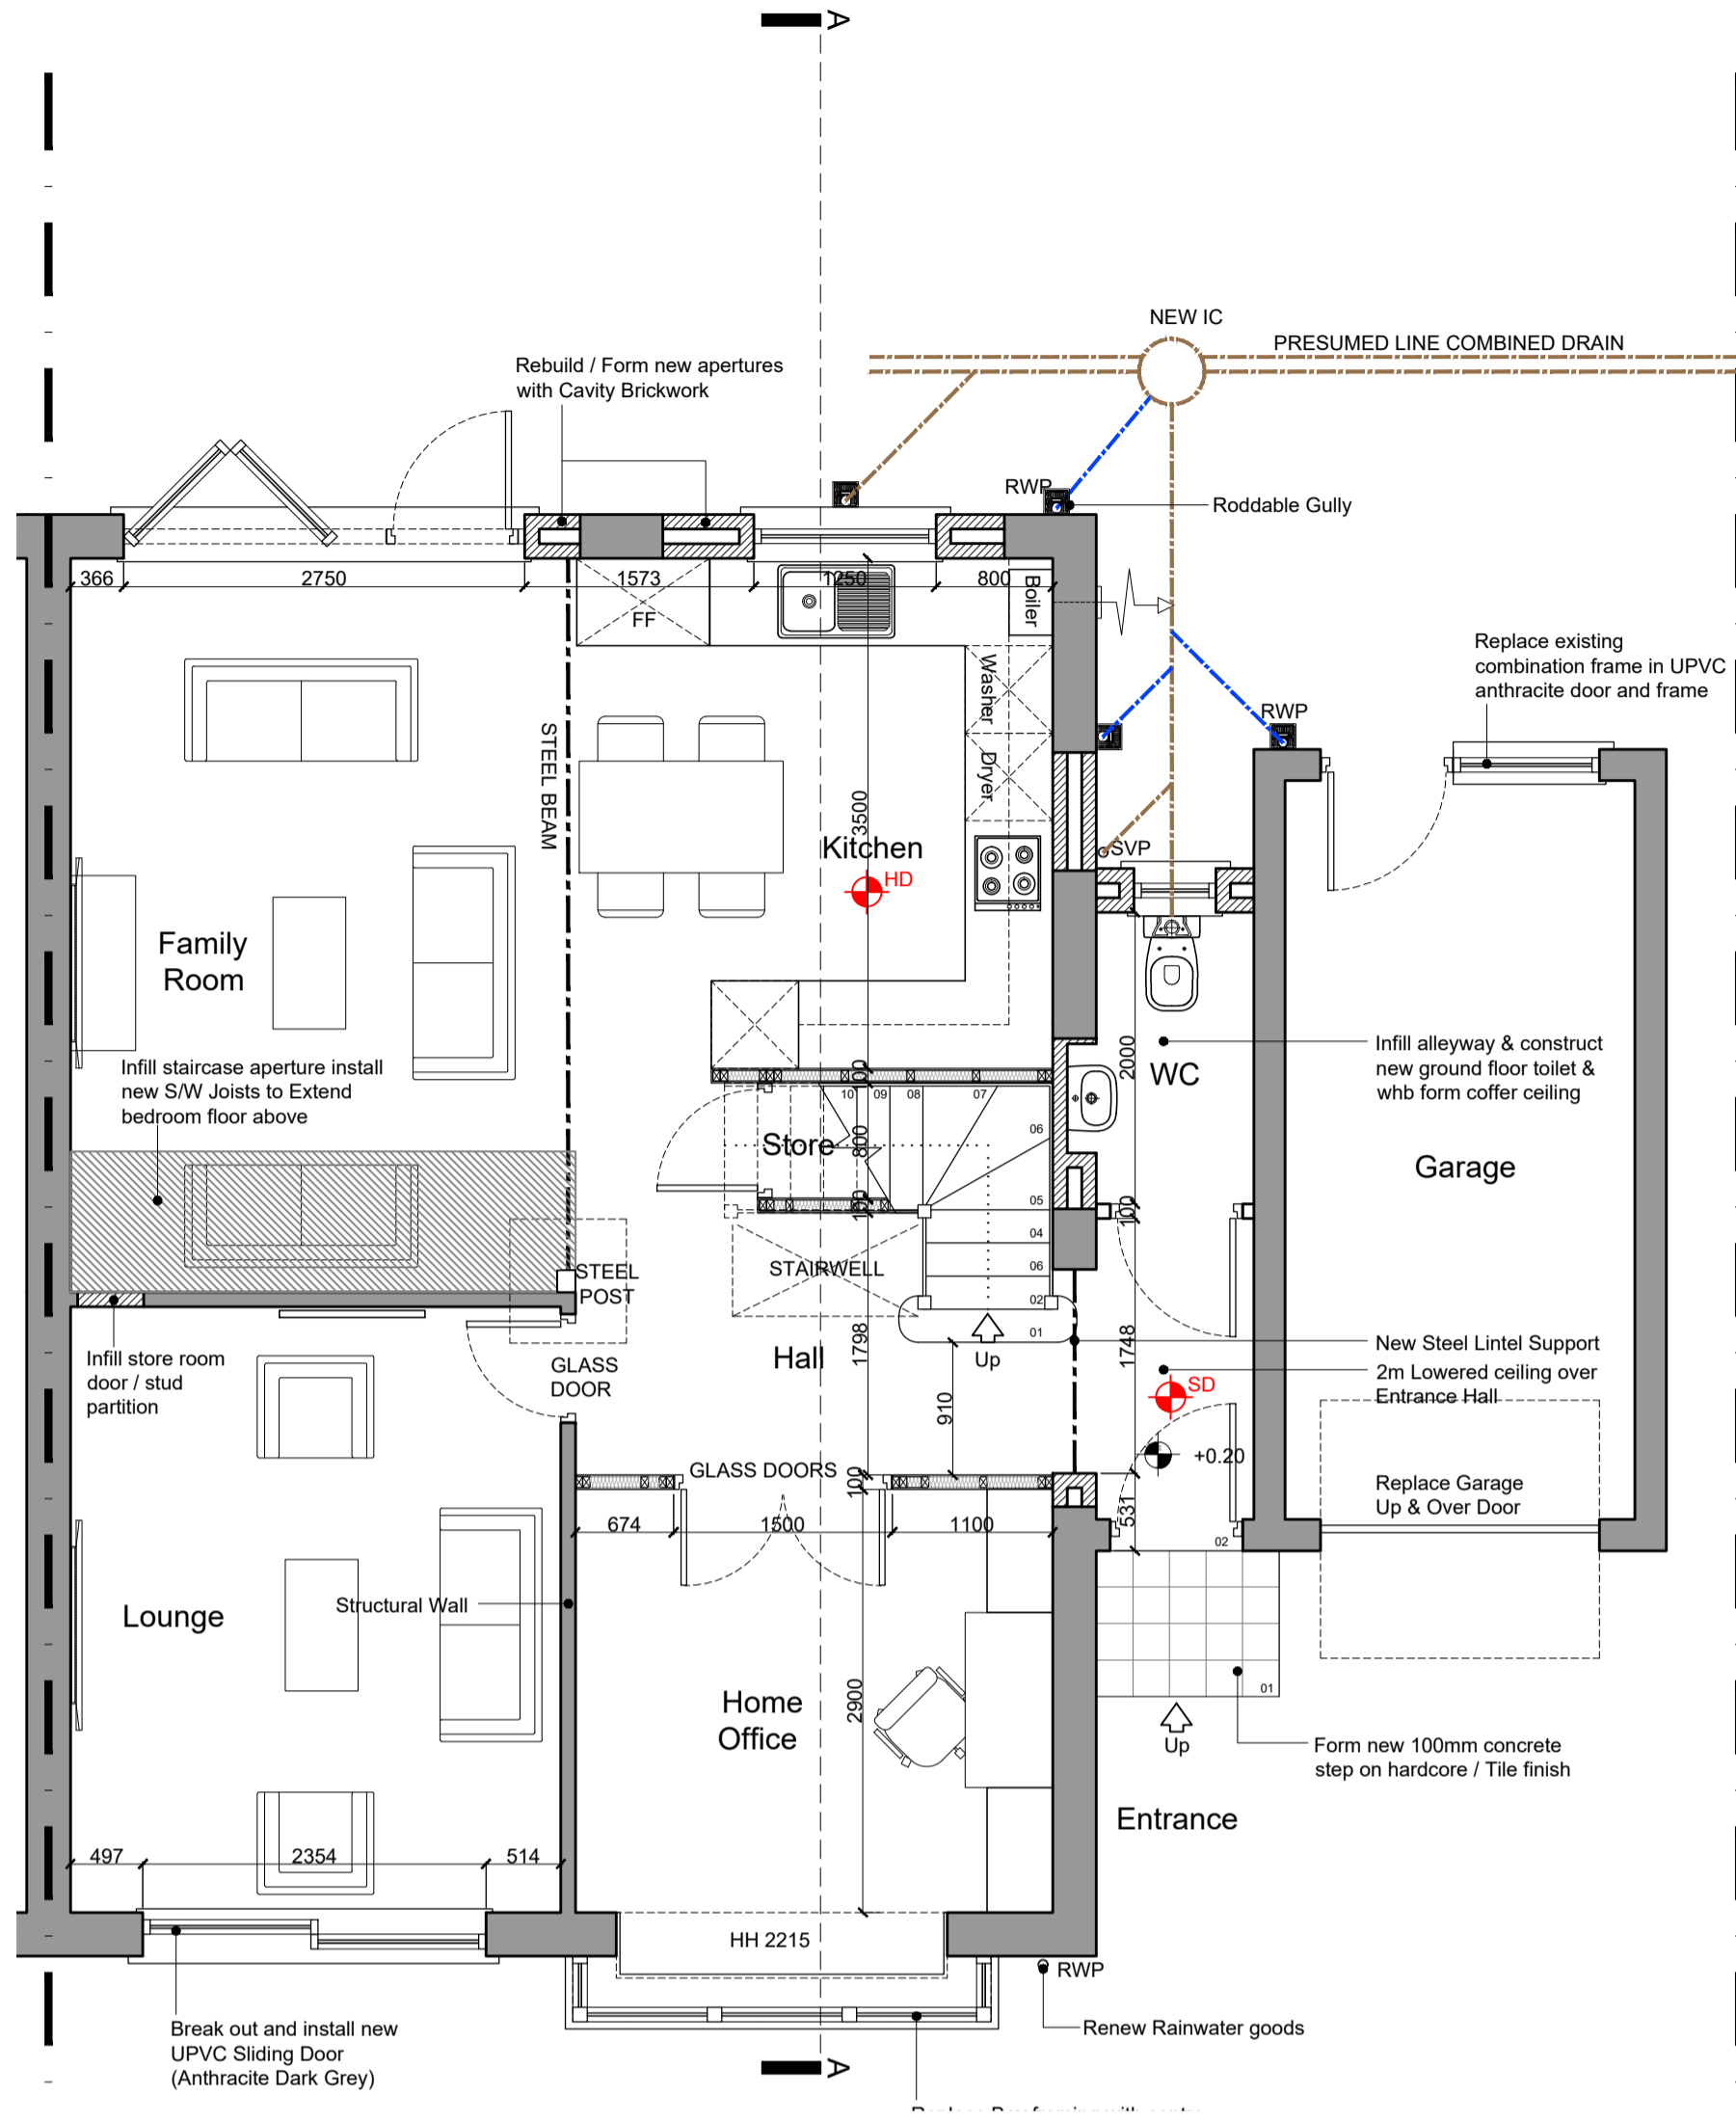 A
NEW IC
PRESUMED LINE COMBINED DRAIN
Rebuild / Form new apertures
with Cavity Brickwork
RWP
Roddable Gully
366
2750
1573
1250
800
Boiler
FF
Replace existing
combination frame in UPVC
anthracite door and frame
Washer
RWP
STEEL BEAM
Dryer
3500
Kitchen
SVP
HD
Family
Room
Infill alleyway & construct
new ground floor toilet &
whb form coffer ceiling
2000
WC
Infill staircase aperture install
new S/W Joists to Extend
bedroom floor above
100
10
09
08
07
06
Store
800
Garage
05
100
100
04
STAIRWELL
06
STEEL
POST
02
01
Up
Hall
1798
1748
New Steel Lintel Support
2m Lowered ceiling over
Entrance Hall
SD
Infill store room
door / stud
partition
GLASS
DOOR
910
+0.20
GLASS DOORS
100
Replace Garage
Up & Over Door
531
674
1500
1100
02
Structural Wall
Lounge
01
Home
Office
2900
Up
Form new 100mm concrete
step on hardcore / Tile finish
Entrance
497
2354
514
HH 2215
RWP
Renew Rainwater goods
Break out and install new
UPVC Sliding Door
(Anthracite Dark Grey)
A